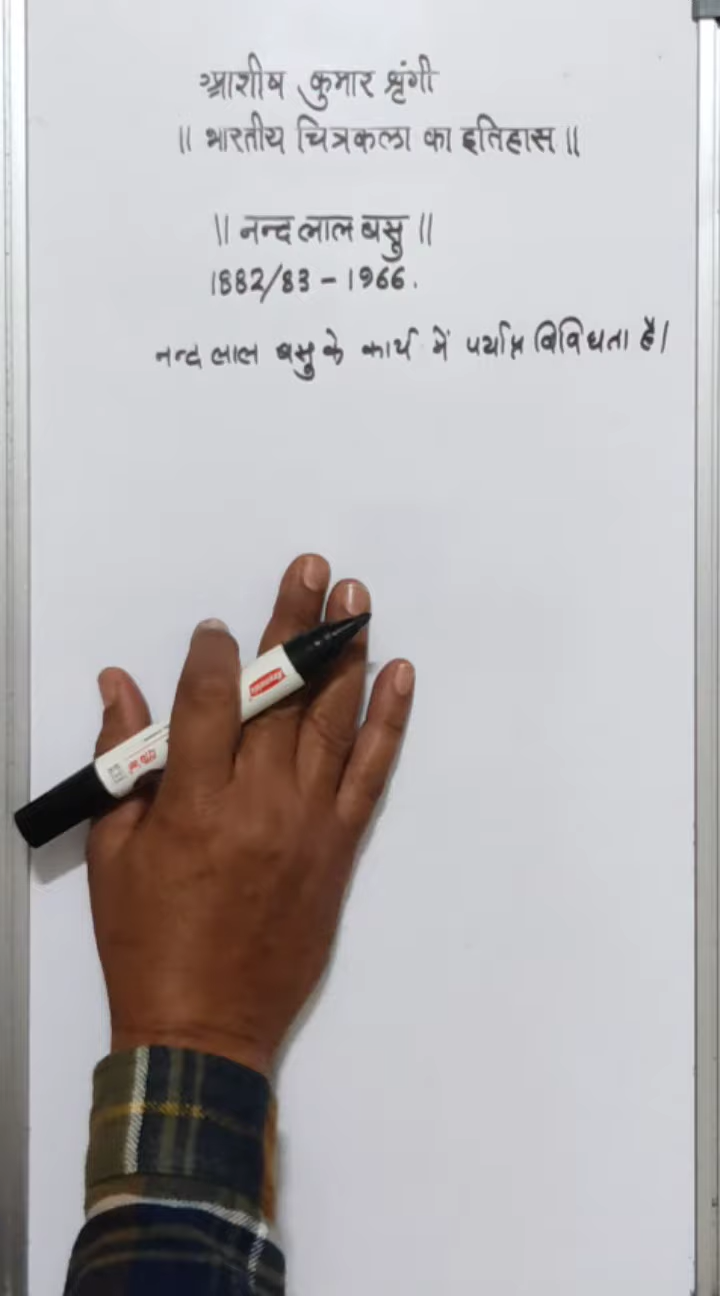 आशीष कुमार श्रृंगी
|| भारतीय चित्रकला का इतिहास ||
|| नन्द लाल बसु ||
1882/83 - 1966.
नन्द लाल बसु के कार्य में पर्याप्त विविधता है।